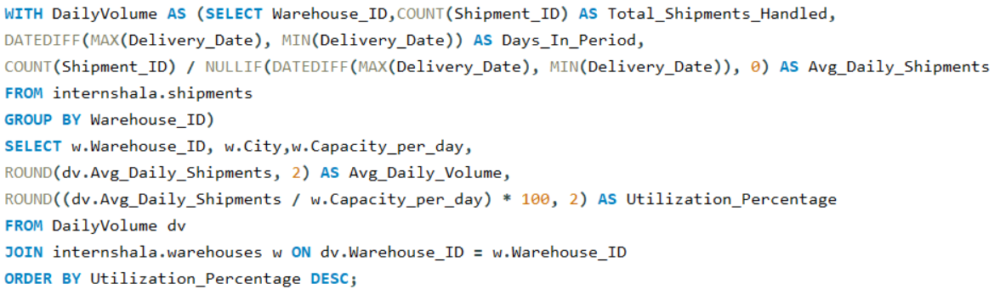 WITH DailyVolume AS (SELECT Warehouse_ID,COUNT(Shipment_ID) AS Total_Shipments_Handled,
DATEDIFF(MAX(Delivery_Date), MIN(Delivery_Date)) AS Days_In_Period,
COUNT(Shipment_ID) / NULLIF(DATEDIFF(MAX(Delivery_Date), MIN(Delivery_Date)), 0) AS Avg_Daily_Shipments
FROM internshala.shipments
GROUP BY Warehouse_ID)
SELECT w.Warehouse_ID, w.City,w.Capacity_per_day,
ROUND(dv.Avg_Daily_Shipments, 2) AS Avg_Daily_Volume,
ROUND((dv.Avg_Daily_Shipments / w.Capacity_per_day) * 100, 2) AS Utilization_Percentage
FROM DailyVolume dv
JOIN internshala.warehouses w ON dv.Warehouse_ID = w.Warehouse_ID
ORDER BY Utilization_Percentage DESC;